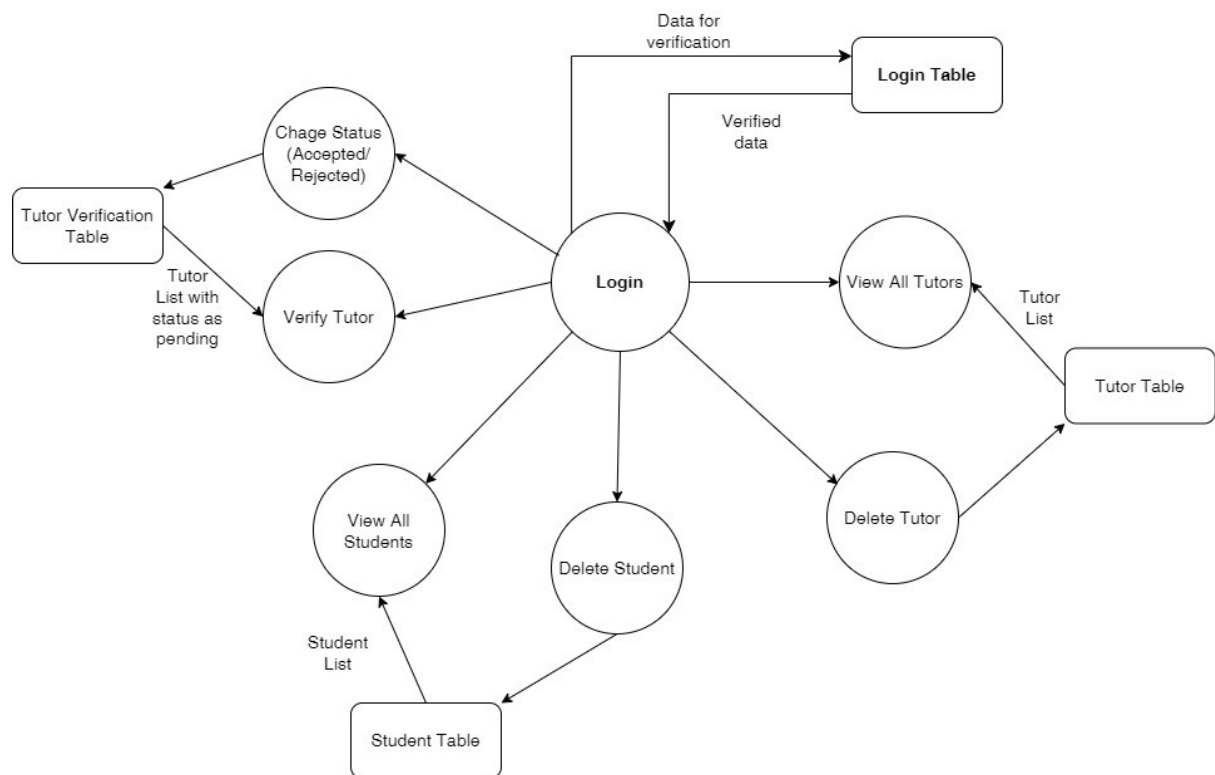 Data for
verification
Login Table
Verified
data
Chage Status
(Accepted/
Rejected)
Tutor Verification
Table
Tutor
List with
status as
pending
Verify Tutor
Login
View All Tutors
Tutor
List
Tutor Table
View All
Students
Delete Student
Delete Tutor
Student
List
Student Table